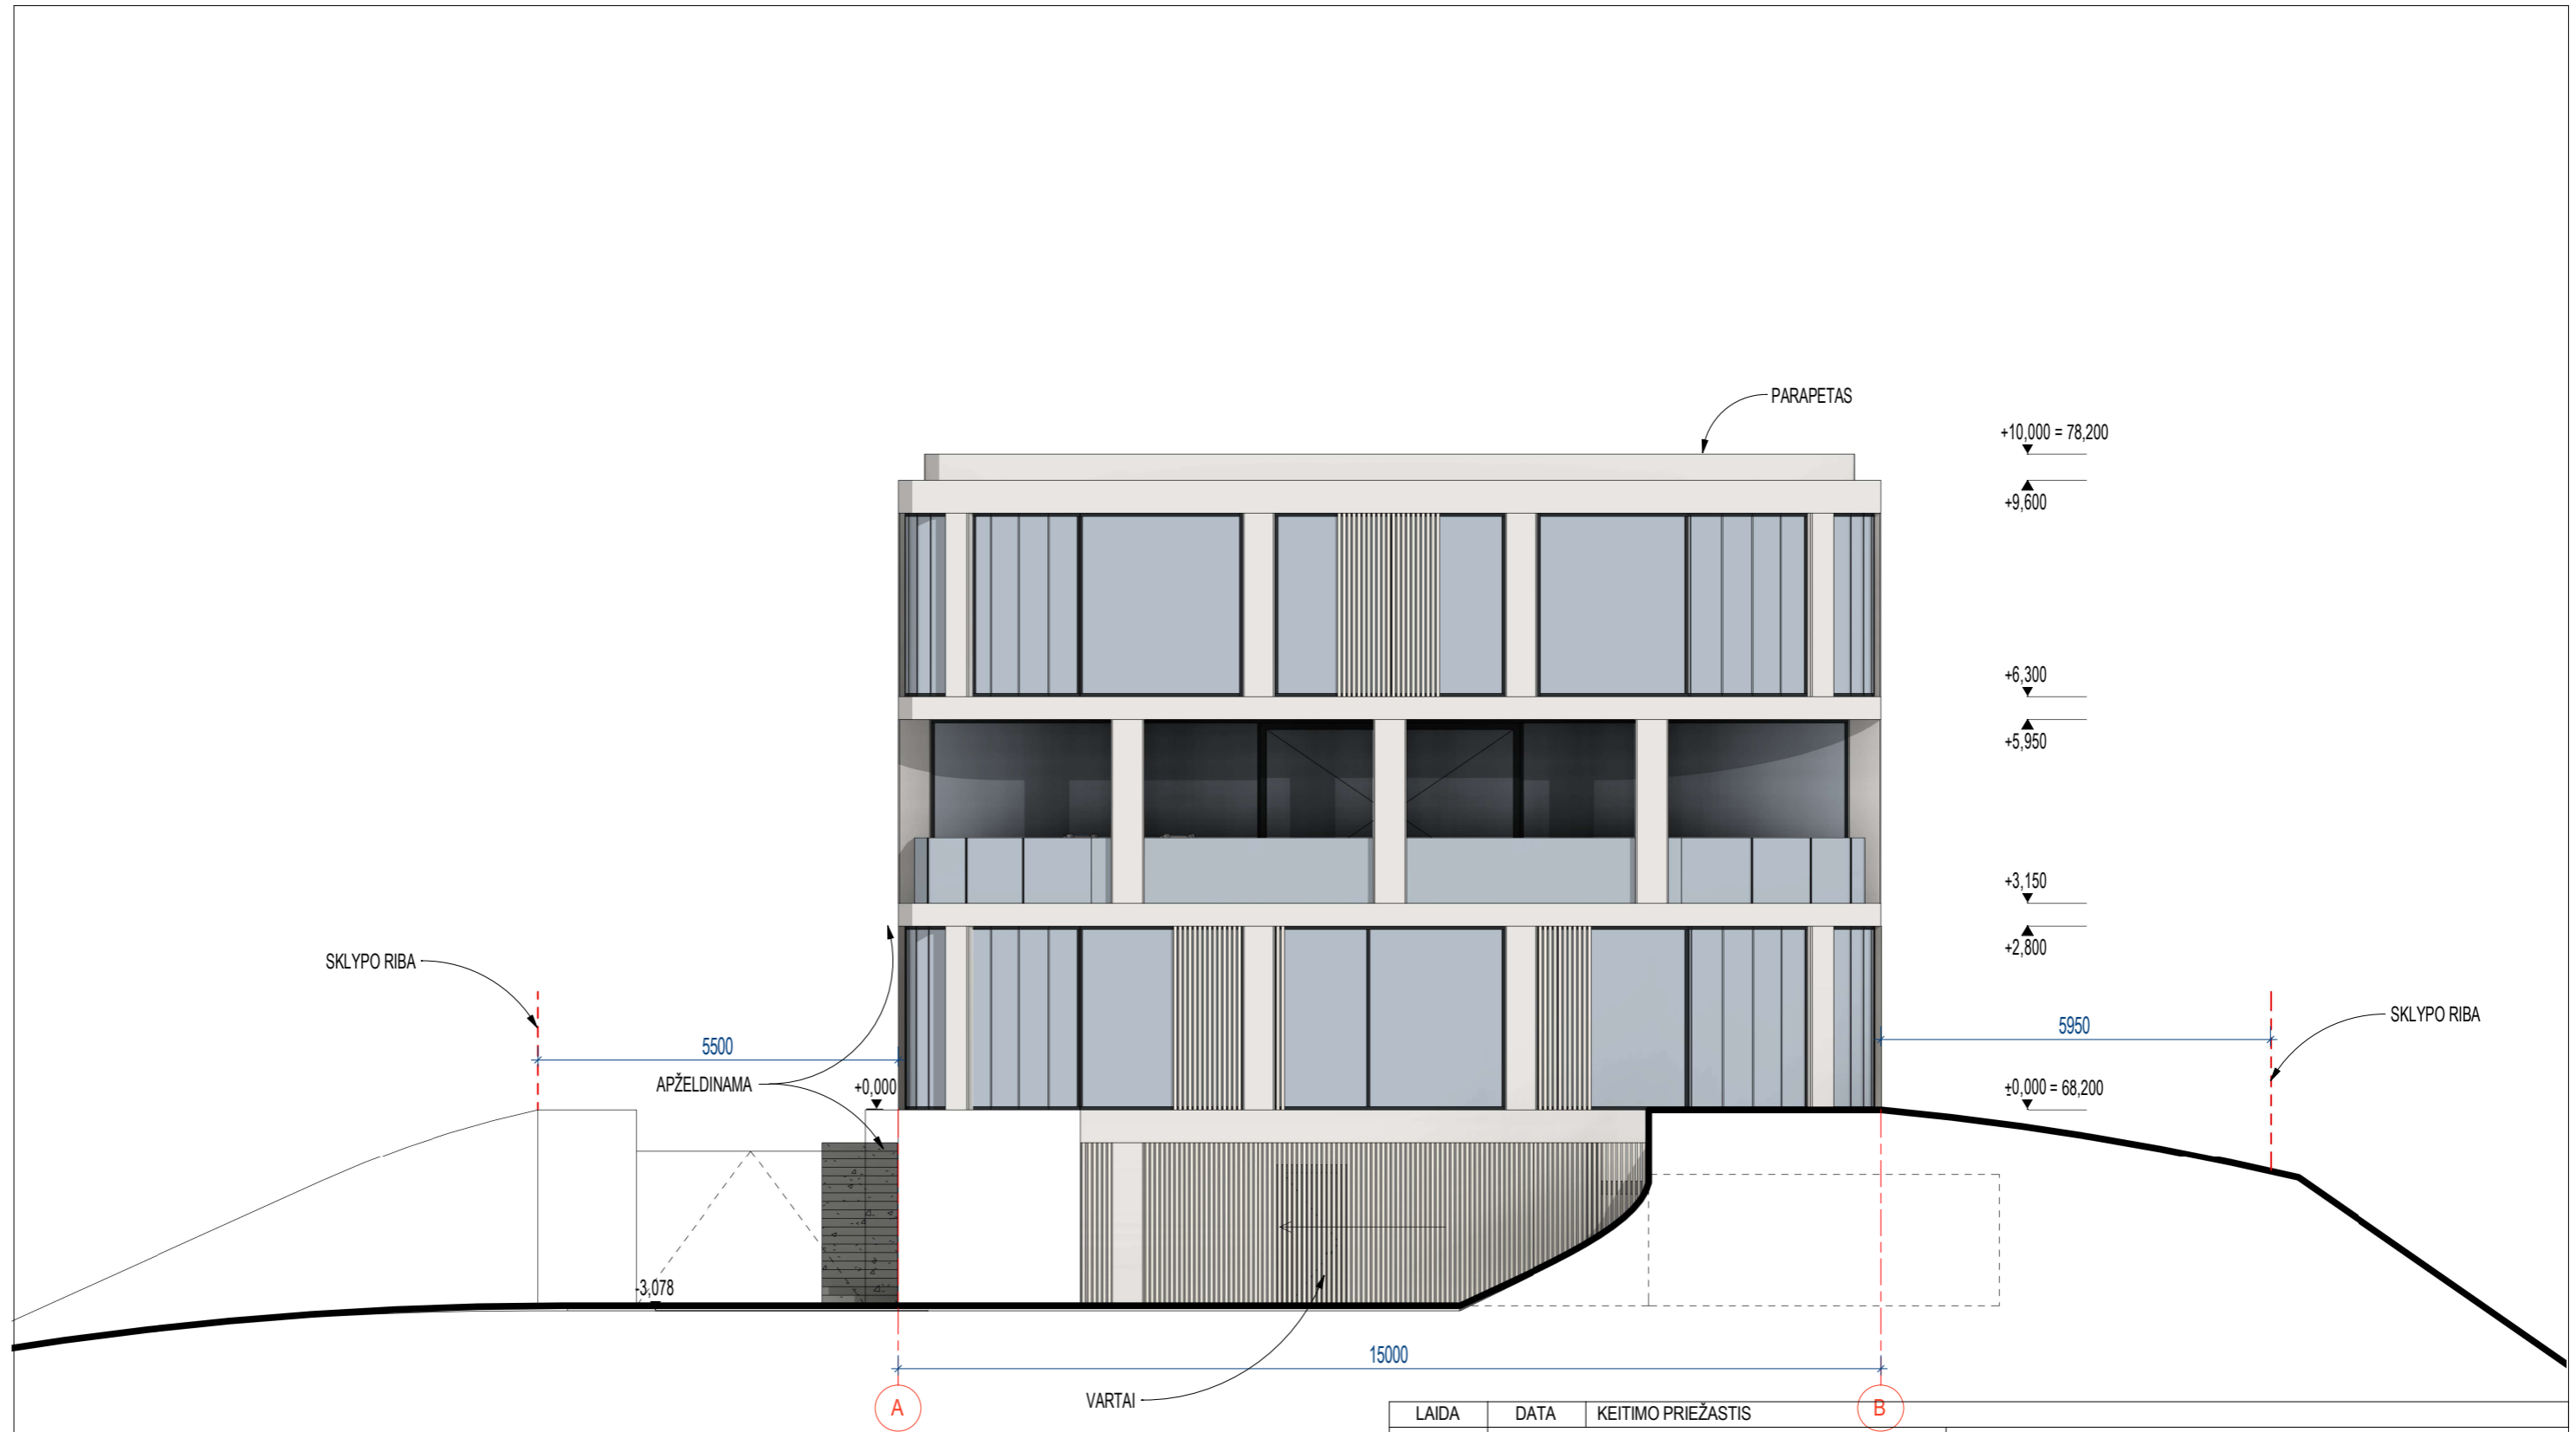 PARAPETAS
+10,000 = 78,200
+9,600
+6,300
+5,950
+3,150
+2,800
SKLYPO RIBA
SKLYPO RIBA
5950
5500
APŽELDINAMA
+0,000
±0,000 = 68,200
-3,078
15000
VARTAI
A
B
LAIDA DATA KEITIMO PRIEŽASTIS